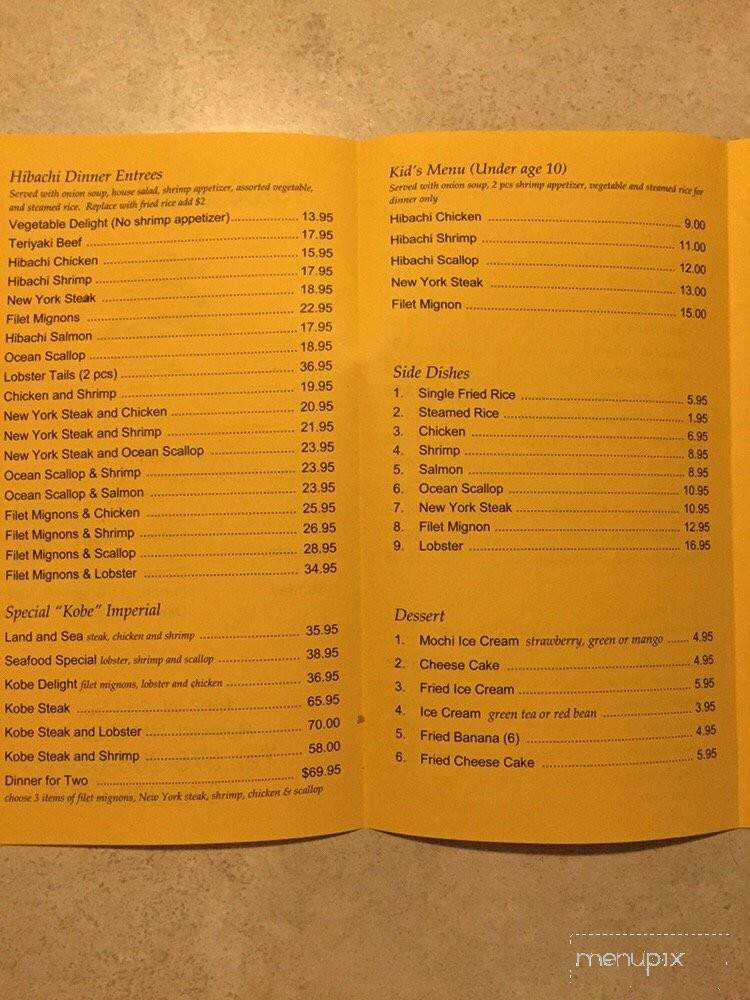 Hibachi Dinner Entrees
Served with onion soup, house salad, shrimp appetizer, assorted vegetable,
and steamed rice. Replace with fried rice add $2
Vegetable Delight (No shrimp appetizer) 13.95
Teriyaki Beef 17.95
Hibachi Chicken 15.95
Hibachi Shrimp 17.95
New York Steak 18.95
Filet Mignons 22.95
Hibachi Salmon 17.95
Ocean Scallop 18.95
Lobster Tails (2 pcs) 36.95
Chicken and Shrimp 19.95
New York Steak and Chicken 20.95
New York Steak and Shrimp 21.95
New York Steak and Ocean Scallop 23.95
Ocean Scallop & Shrimp 23.95
Ocean Scallop & Salmon 23.95
Filet Mignons & Chicken 25.95
Filet Mignons & Shrimp 26.95
Filet Mignons & Scallop 28.95
Filet Mignons & Lobster 34.95
Special "Kobe" Imperial
Land and Sea steak, chicken and shrimp 35.95
Seafood Special lobster, shrimp and scallop 38.95
Kobe Delight filet mignons, lobster and chicken 36.95
Kobe Steak 65.95
Kobe Steak and Lobster 70.00
Kobe Steak and Shrimp 58.00
Dinner for Two $69.95
choose 3 items of filet mignons, New York steak, shrimp, chicken & scallop
Kid's Menu (Under age 10)
Served with onion soup, 2 pcs shrimp appetizer, vegetable and steamed rice for
dinner only
Hibachi Chicken 9.00
Hibachi Shrimp 11.00
Hibachi Scallop 12.00
New York Steak 13.00
Filet Mignon 15.00
Side Dishes
1. Single Fried Rice 5.95
2. Steamed Rice 1.95
3. Chicken 6.95
4. Shrimp 8.95
5. Salmon 8.95
6. Ocean Scallop 10.95
7. New York Steak 10.95
8. Filet Mignon 12.95
9. Lobster 16.95
Dessert
1. Mochi Ice Cream strawberry, green or mango 4.95
2. Cheese Cake 4.95
3. Fried Ice Cream 5.95
4. Ice Cream green tea or red bean 3.95
5. Fried Banana (6) 4.95
6. Fried Cheese Cake 5.95
menupix